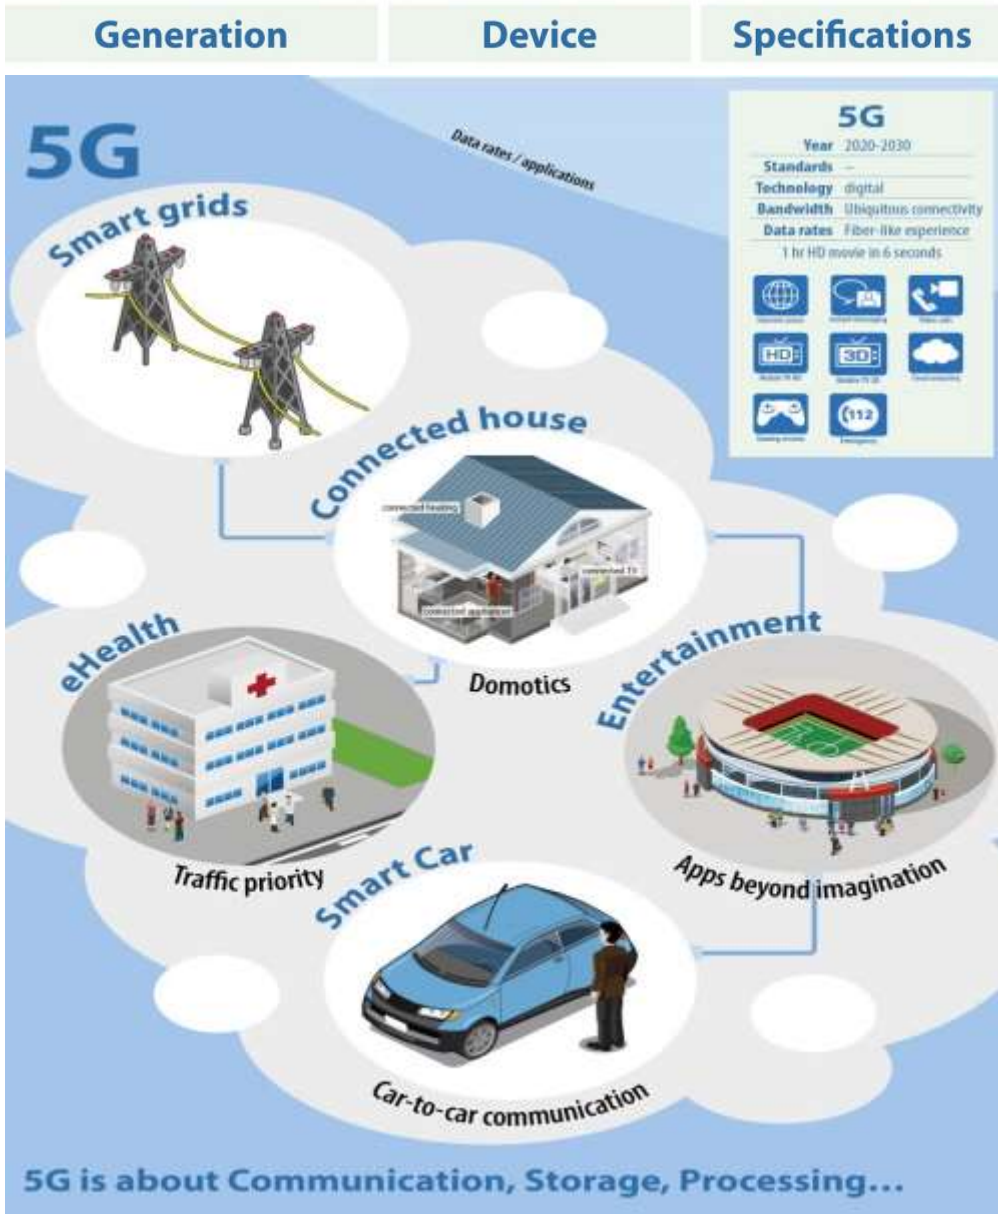 Generation
Device
Specifications
5G
Data rates / applications
5G
Year 2020-2030
Standards –
Technology digital
Bandwidth Ubiquitous connectivity
Data rates Fiber-like experience
1 hr HD movie in 6 seconds
HD
3D
112
Smart grids
Connected house
connected heating
connected TV
connected appliances
Domotics
eHealth
Traffic priority
Entertainment
Apps beyond imagination
Smart Car
Car-to-car communication
5G is about Communication, Storage, Processing...